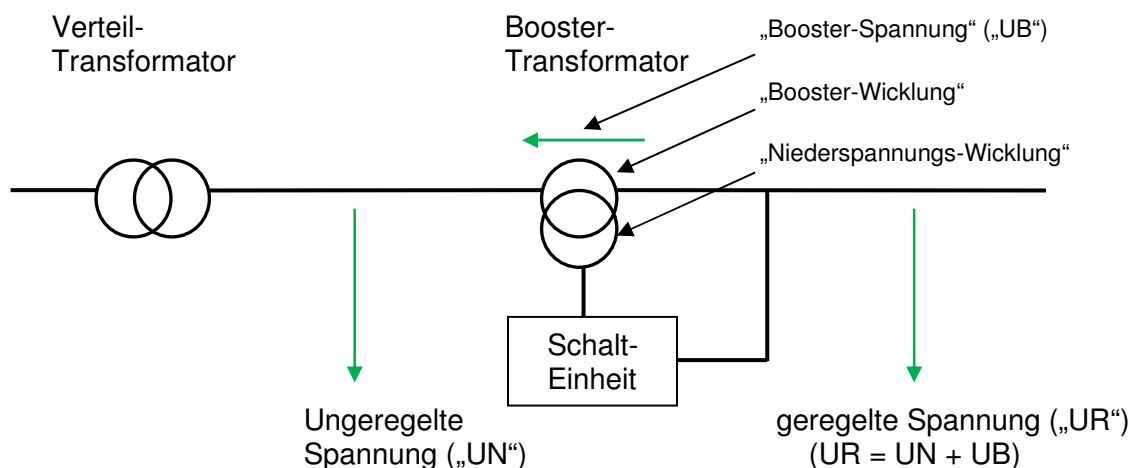 Verteil-
Transformator
Booster-
Transformator
„Booster-Spannung“ („UB“)
„Booster-Wicklung“
„Niederspannungs-Wicklung“
Schalt-
Einheit
Ungeregelte
Spannung („UN“)
geregelte Spannung („UR“)
(UR = UN + UB)